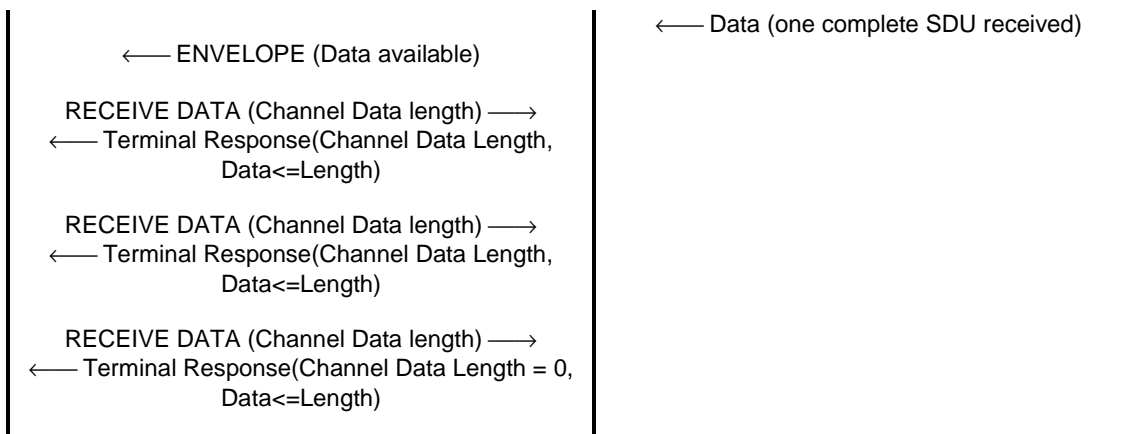 ← Data (one complete SDU received)
← ENVELOPE (Data available)
RECEIVE DATA (Channel Data length) →
← Terminal Response(Channel Data Length,
Data<=Length)
RECEIVE DATA (Channel Data length) →
← Terminal Response(Channel Data Length,
Data<=Length)
RECEIVE DATA (Channel Data length) →
← Terminal Response(Channel Data Length = 0,
Data<=Length)